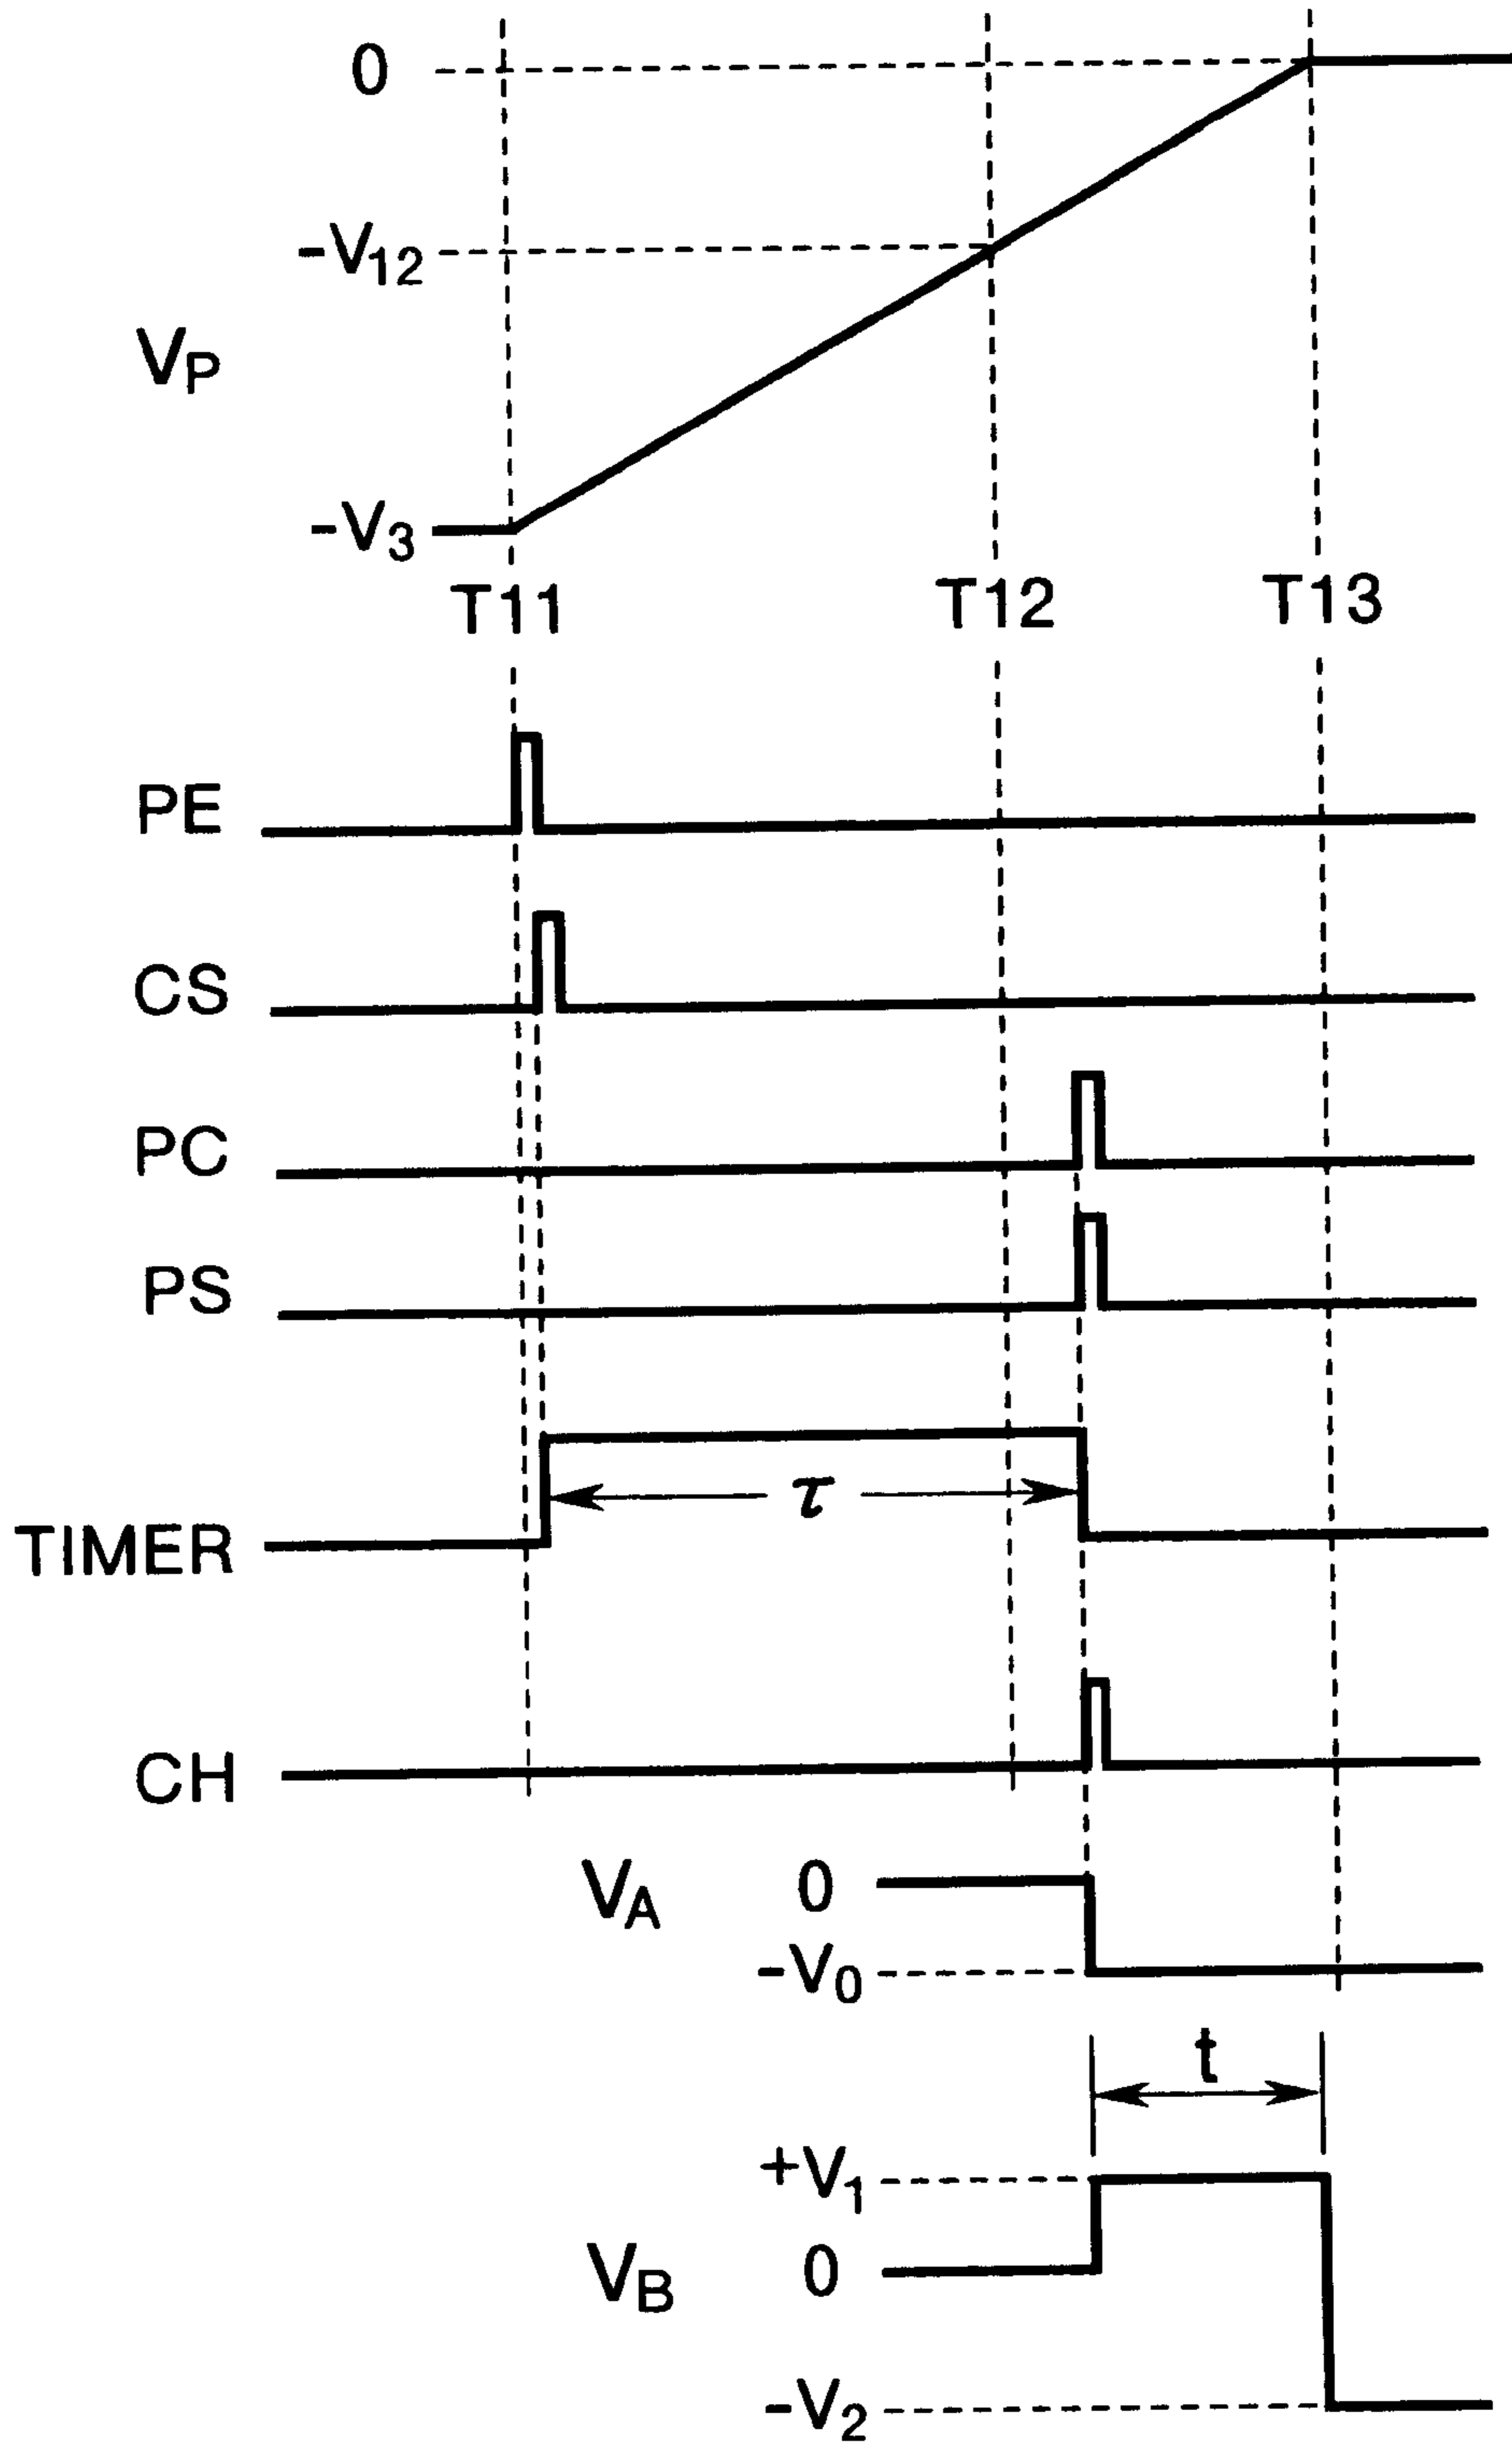 0
-V12
VP
-V3
T11 T12 T13
PE
CS
PC
PS
τ
TIMER
CH
VA 0
-V0
t
+V1
VB 0
-V2